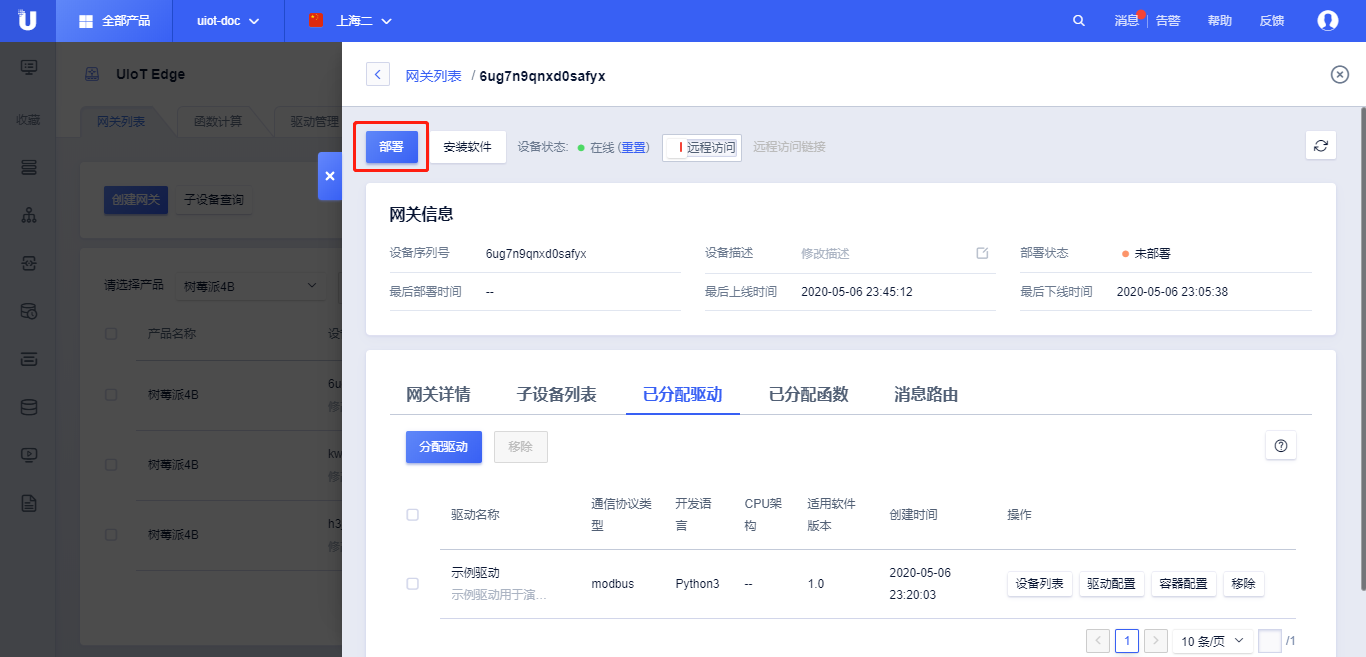 全部产品
uiot-doc
上海二
消息
告警
帮助
反馈
收藏
UIoT Edge
网关列表
函数计算
驱动管理
创建网关
子设备查询
请选择产品
树莓派4B
产品名称
树莓派4B
树莓派4B
树莓派4B
网关列表 / 6ug7n9qnxd0safyx
部署
安装软件
设备状态: 在线 (重置)
远程访问
远程访问链接
网关信息
设备序列号 6ug7n9qnxd0safyx
设备描述 修改描述
部署状态 未部署
最后部署时间 --
最后上线时间 2020-05-06 23:45:12
最后下线时间 2020-05-06 23:05:38
网关详情
子设备列表
已分配驱动
已分配函数
消息路由
分配驱动
移除
驱动名称
通信协议类
型
开发语
言
CPU架
构
适用软件
版本
创建时间
操作
示例驱动
示例驱动用于演...
modbus
Python3
--
1.0
2020-05-06
23:20:03
设备列表
驱动配置
容器配置
移除
1
10 条/页
/1